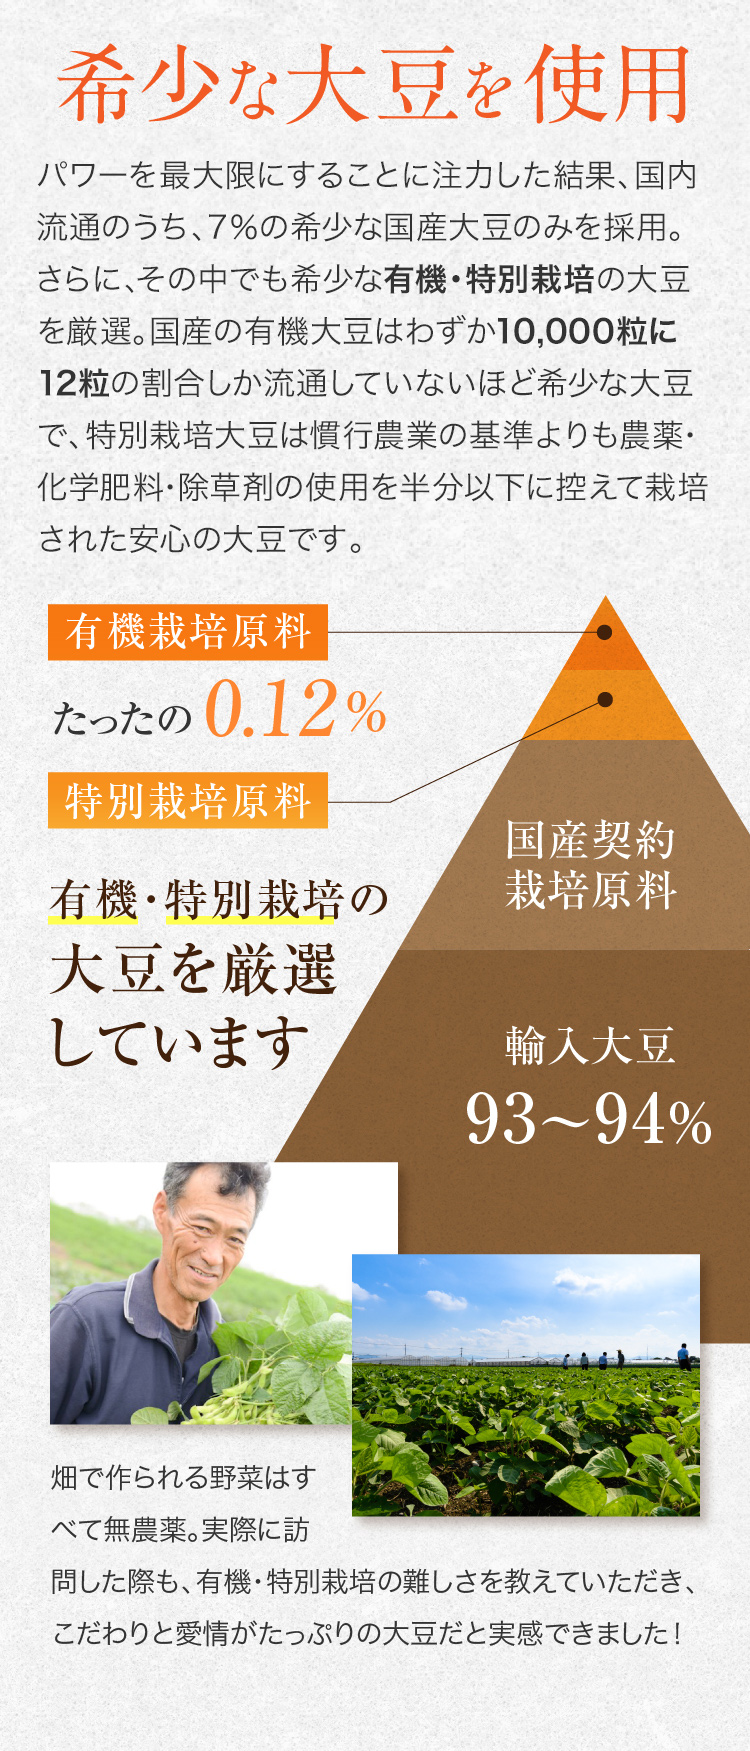 希少な大豆を使用
パワーを最大限にすることに注力した結果、国内
流通のうち、7％の希少な国産大豆のみを採用。
さらに、その中でも希少な有機・特別栽培の大豆
を厳選。国産の有機大豆はわずか10,000粒に
12粒の割合しか流通していないほど希少な大豆
で、特別栽培大豆は慣行農業の基準よりも農薬・
化学肥料・除草剤の使用を半分以下に控えて栽培
された安心の大豆です。
有機栽培原料
たったの0.12%
特別栽培原料
国産契約
栽培原料
有機・特別栽培の
大豆を厳選
しています
輸入大豆
93〜94%
畑で作られる野菜はす
べて無農薬。実際に訪
問した際も、有機・特別栽培の難しさを教えていただき、
こだわりと愛情がたっぷりの大豆だと実感できました！